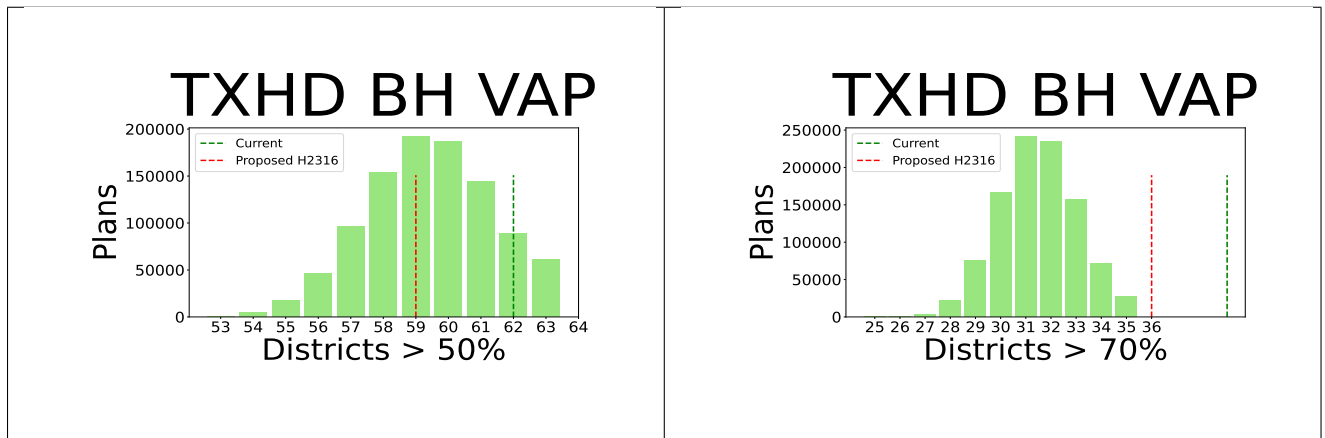 TXHD BH VAP
200000
150000
100000
50000
0
Plans
Current
Proposed H2316
53 54 55 56 57 58 59 60 61 62 63 64
Districts > 50%
TXHD BH VAP
250000
200000
150000
100000
50000
0
Plans
Current
Proposed H2316
25 26 27 28 29 30 31 32 33 34 35 36
Districts > 70%